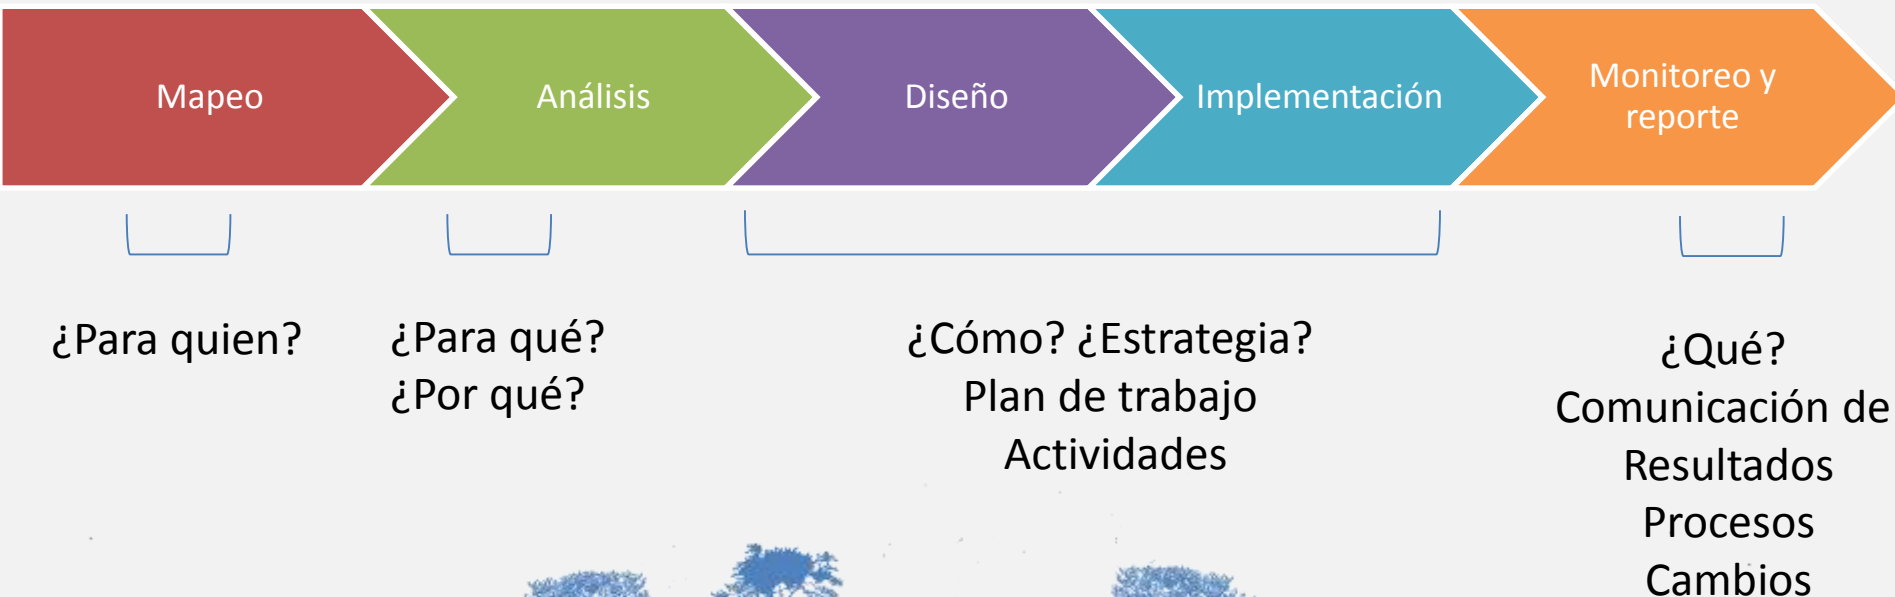 Mapeo
Análisis
Diseño
Implementación
Monitoreo y
reporte
¿Para quien?
¿Para qué?
¿Por qué?
¿Cómo? ¿Estrategia?
Plan de trabajo
Actividades
¿Qué?
Comunicación de
Resultados
Procesos
Cambios